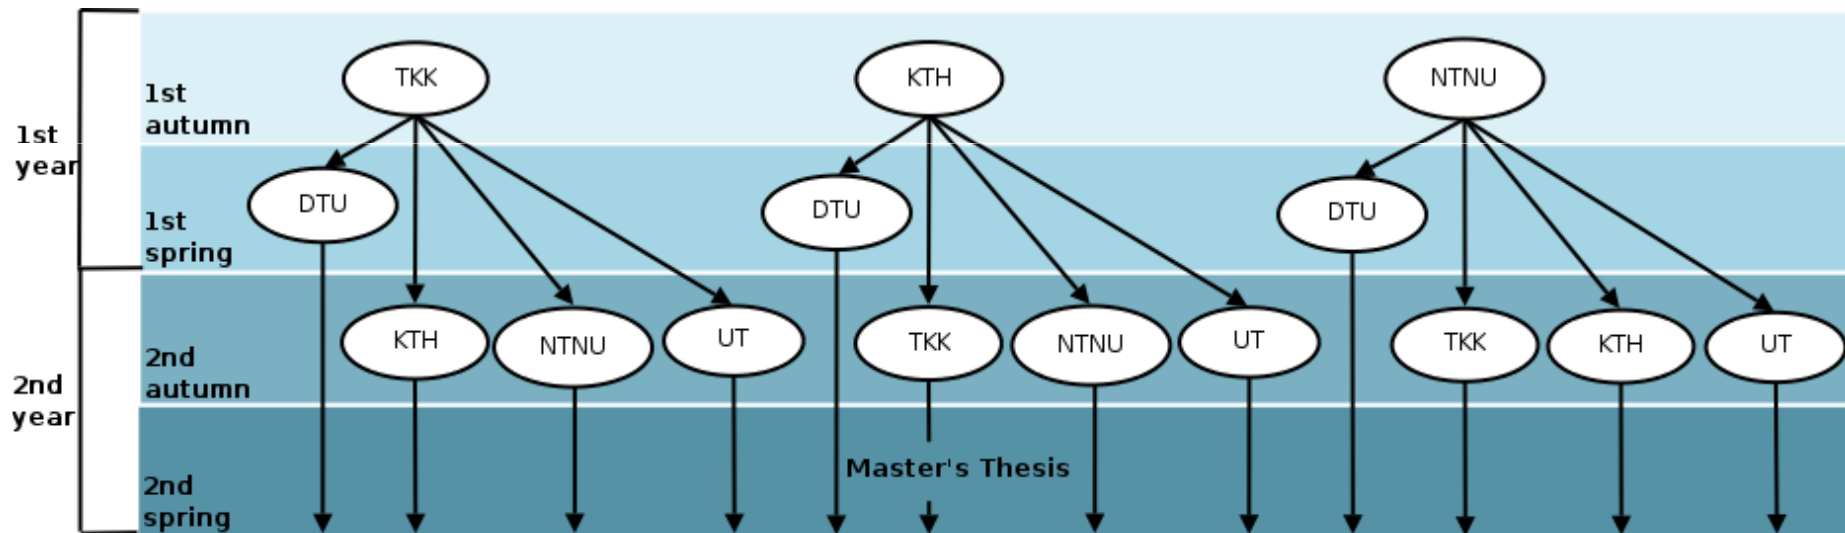 TKK
KTH
NTNU
1st
autumn
1st
year
DTU
DTU
DTU
1st
spring
KTH
NTNU
UT
TKK
NTNU
UT
TKK
KTH
UT
2nd
autumn
2nd
year
Master's Thesis
2nd
spring